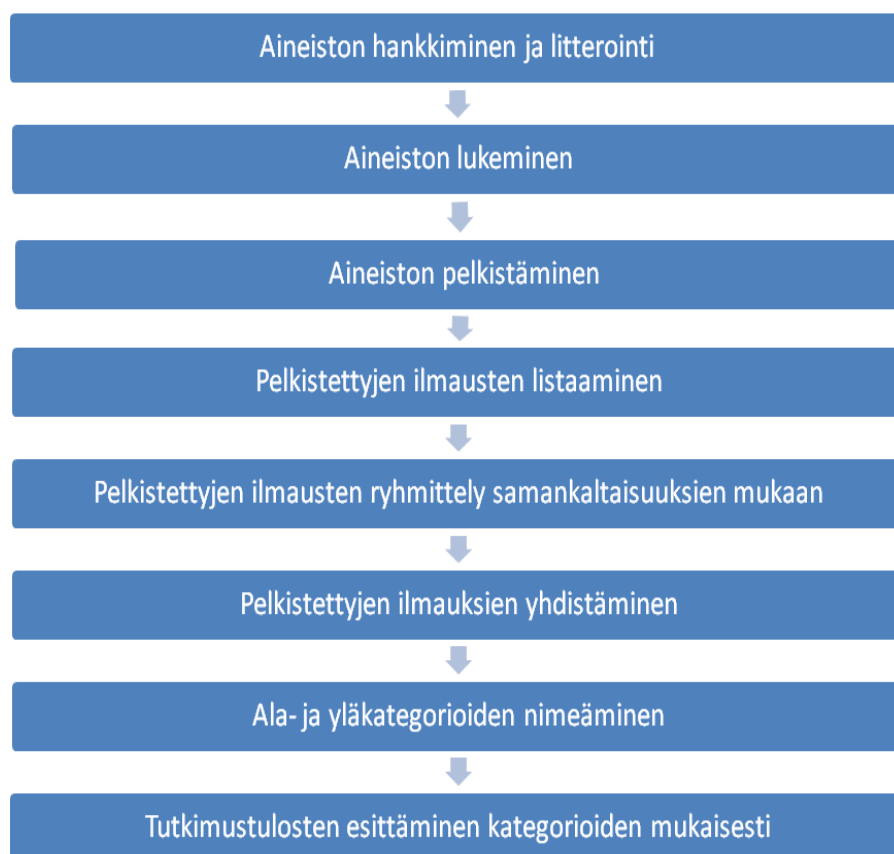 Aineiston hankkiminen ja litterointi
Aineiston lukeminen
Aineiston pelkistäminen
Pelkistettyjen ilmausten listaaminen
Pelkistettyjen ilmausten ryhmittely samankaltaisuuksien mukaan
Pelkistettyjen ilmauksien yhdistäminen
Ala- ja yläkategorioiden nimeäminen
Tutkimustulosten esittäminen kategorioiden mukaisesti